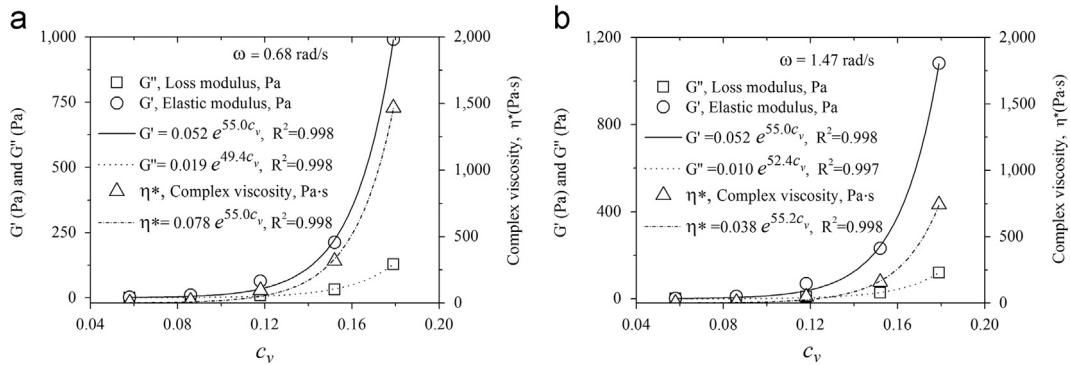 a
1,000
750
500
250
0
G' (Pa) and G'' (Pa)
ω = 0.68 rad/s
G'', Loss modulus, Pa
G', Elastic modulus, Pa
G' = 0.052 e^55.0c_v, R²=0.998
G''= 0.019 e^49.4c_v, R²=0.998
η*, Complex viscosity, Pa·s
η*= 0.078 e^55.0c_v, R²=0.998
2,000
1,500
1,000
500
0
Complex viscosity, η*(Pa·s)
0.04 0.08 0.12 0.16 0.20
c_v
b
1,200
800
400
0
G' (Pa) and G'' (Pa)
ω = 1.47 rad/s
G'', Loss modulus, Pa
G', Elastic modulus, Pa
G' =0.052 e^55.0c_v, R²=0.998
G'' =0.010 e^52.4c_v, R²=0.997
η*, Complex viscosity, Pa·s
η* =0.038 e^55.2c_v, R²=0.998
2,000
1,500
1,000
500
0
Complex viscosity, η*(Pa·s)
0.04 0.08 0.12 0.16 0.20
c_v